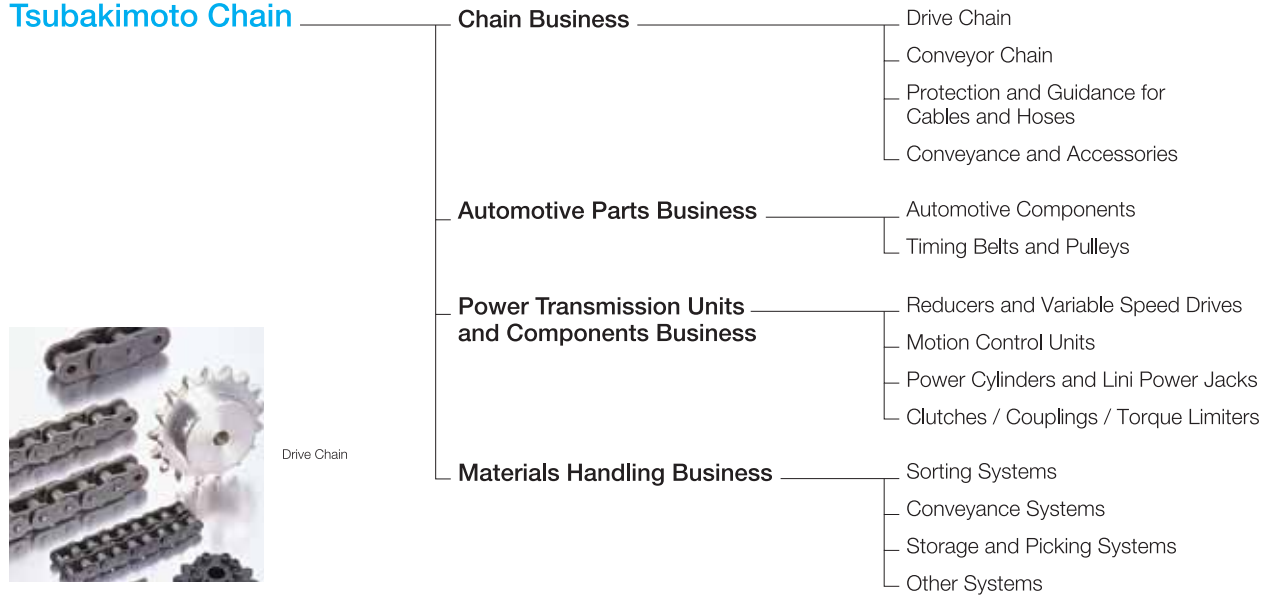 Tsubakimoto Chain
Chain Business
Drive Chain
Conveyor Chain
Protection and Guidance for
Cables and Hoses
Conveyance and Accessories
Automotive Parts Business
Automotive Components
Timing Belts and Pulleys
Power Transmission Units
and Components Business
Reducers and Variable Speed Drives
Motion Control Units
Power Cylinders and Lini Power Jacks
Clutches / Couplings / Torque Limiters
Drive Chain
Materials Handling Business
Sorting Systems
Conveyance Systems
Storage and Picking Systems
Other Systems